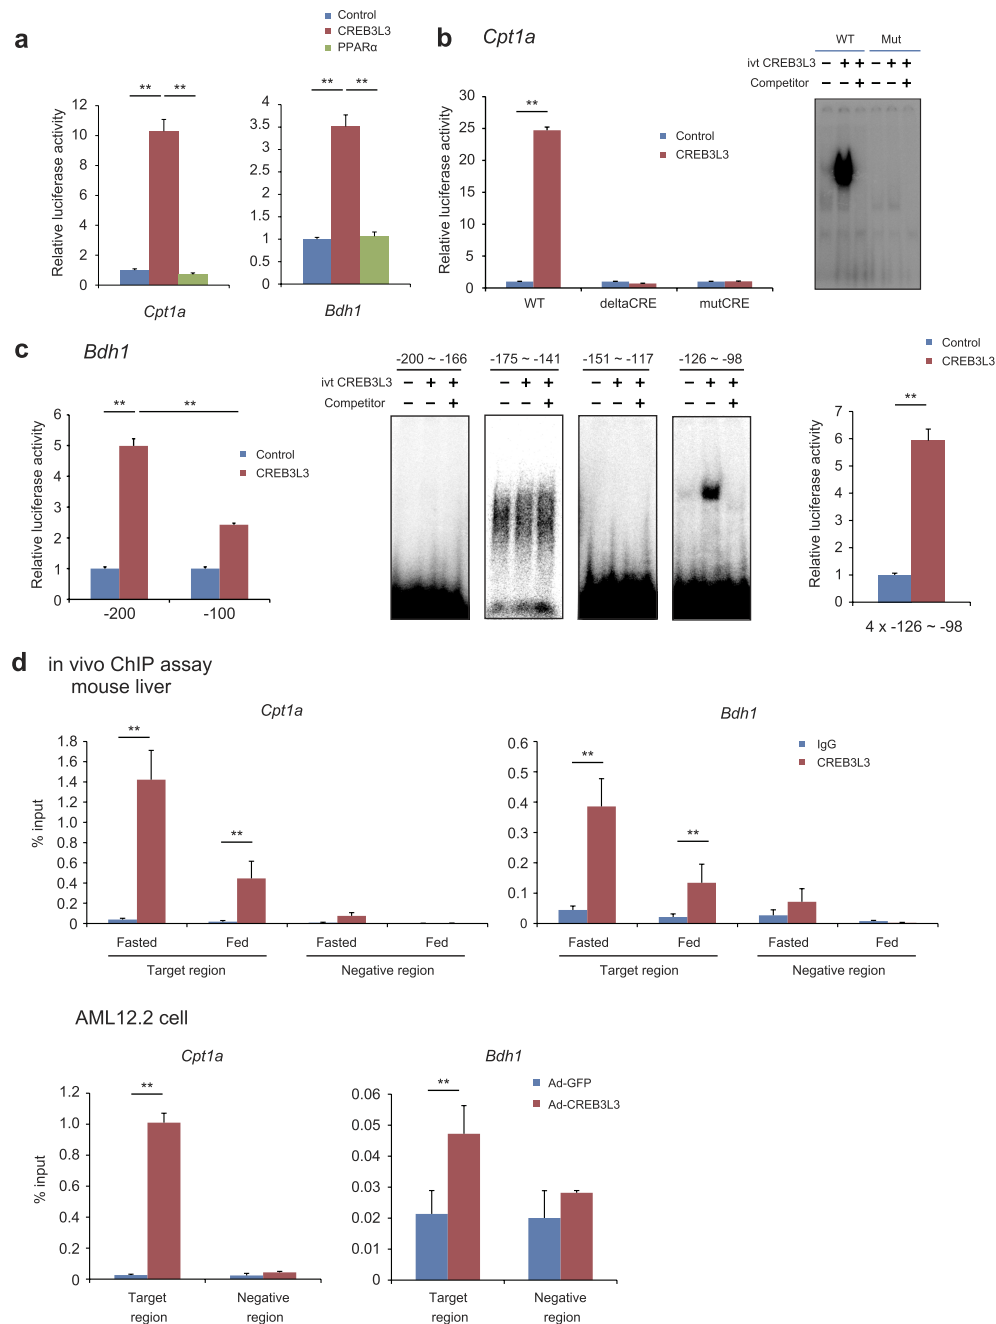 a
Control
CREB3L3
PPARα
Relative luciferase activity
12
10
8
6
4
2
0
**
**
Cpt1a
Relative luciferase activity
4
3.5
3
2.5
2
1.5
1
0.5
0
**
**
Bdh1
b
Cpt1a
Relative luciferase activity
30
25
20
15
10
5
0
**
WT
deltaCRE
mutCRE
Control
CREB3L3
WT
Mut
ivt CREB3L3
− + + − + +
Competitor
− − + − − +
c
Bdh1
Relative luciferase activity
6
5
4
3
2
1
0
**
**
-200
-100
Control
CREB3L3
-200 ~ -166
-175 ~ -141
-151 ~ -117
-126 ~ -98
ivt CREB3L3
− + + − + + − + + − + +
Competitor
− − + − − + − − + − − +
Control
CREB3L3
Relative luciferase activity
7
6
5
4
3
2
1
0
**
4 x -126 ~ -98
d
in vivo ChIP assay
mouse liver
Cpt1a
% input
1.8
1.6
1.4
1.2
1.0
0.8
0.6
0.4
0.2
0
**
**
Fasted
Fed
Fasted
Fed
Target region
Negative region
Bdh1
0.6
0.5
0.4
0.3
0.2
0.1
0
**
**
IgG
CREB3L3
Fasted
Fed
Fasted
Fed
Target region
Negative region
AML12.2 cell
Cpt1a
% input
1.2
1.0
0.8
0.6
0.4
0.2
0
**
Target
region
Negative
region
Bdh1
0.06
0.05
0.04
0.03
0.02
0.01
0
**
Ad-GFP
Ad-CREB3L3
Target
region
Negative
region